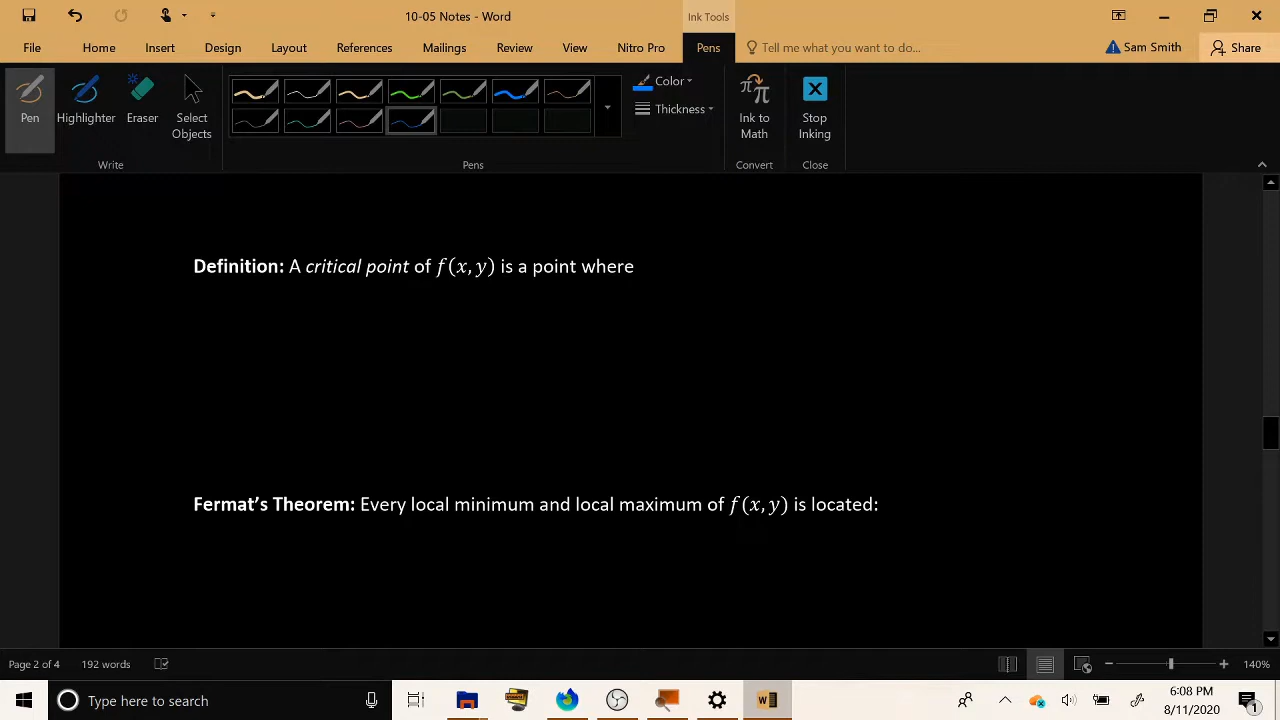 10-05 Notes - Word
Ink Tools
File Home Insert Design Layout References Mailings Review View Nitro Pro Pens Tell me what you want to do... Sam Smith Share
Pen Highlighter Eraser Select Objects Color Thickness Ink to Math Stop Inking
Write Pens Convert Close
Definition: A critical point of f(x, y) is a point where
Fermat’s Theorem: Every local minimum and local maximum of f(x, y) is located:
Page 2 of 4 192 words 140%
Type here to search
6:08 PM
8/11/2020
1